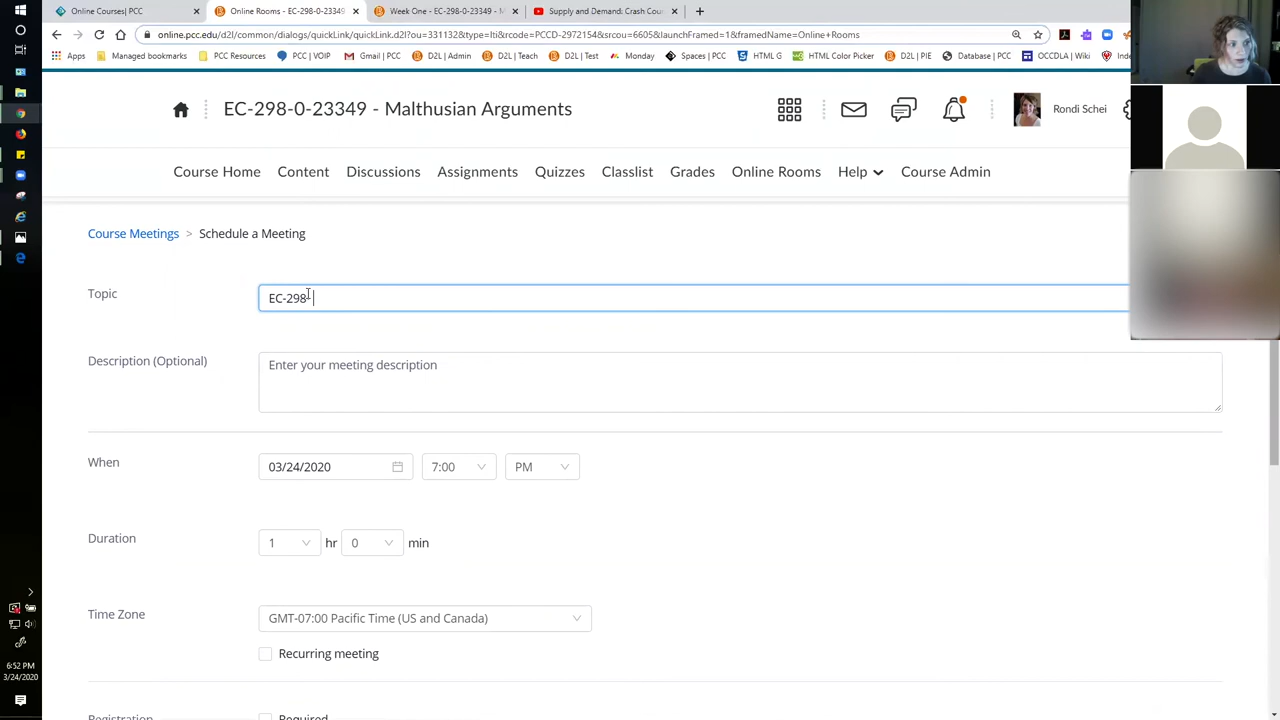 Online Courses | PCC
Online Rooms - EC-298-0-23349
Week One - EC-298-0-23349 - M
Supply and Demand: Crash Cou
online.pcc.edu/d2l/common/dialogs/quickLink/quickLink.d2l?ou=331132&type=lti&rcode=PCCD-2972154&srcou=6605&launchFramed=1&framedName=Online+Rooms
Apps
Managed bookmarks
PCC Resources
PCC | VOIP
Gmail | PCC
D2L | Admin
D2L | Teach
D2L | Test
Monday
Spaces | PCC
HTML G
HTML Color Picker
D2L | PIE
Database | PCC
OCCDLA | Wiki
Inde
EC-298-0-23349 - Malthusian Arguments
Rondi Schei
Course Home
Content
Discussions
Assignments
Quizzes
Classlist
Grades
Online Rooms
Help
Course Admin
Course Meetings > Schedule a Meeting
Topic
EC-298-
Description (Optional)
Enter your meeting description
When
03/24/2020
7:00
PM
Duration
1 hr 0 min
Time Zone
GMT-07:00 Pacific Time (US and Canada)
Recurring meeting
Registration
Required
6:52 PM
3/24/2020